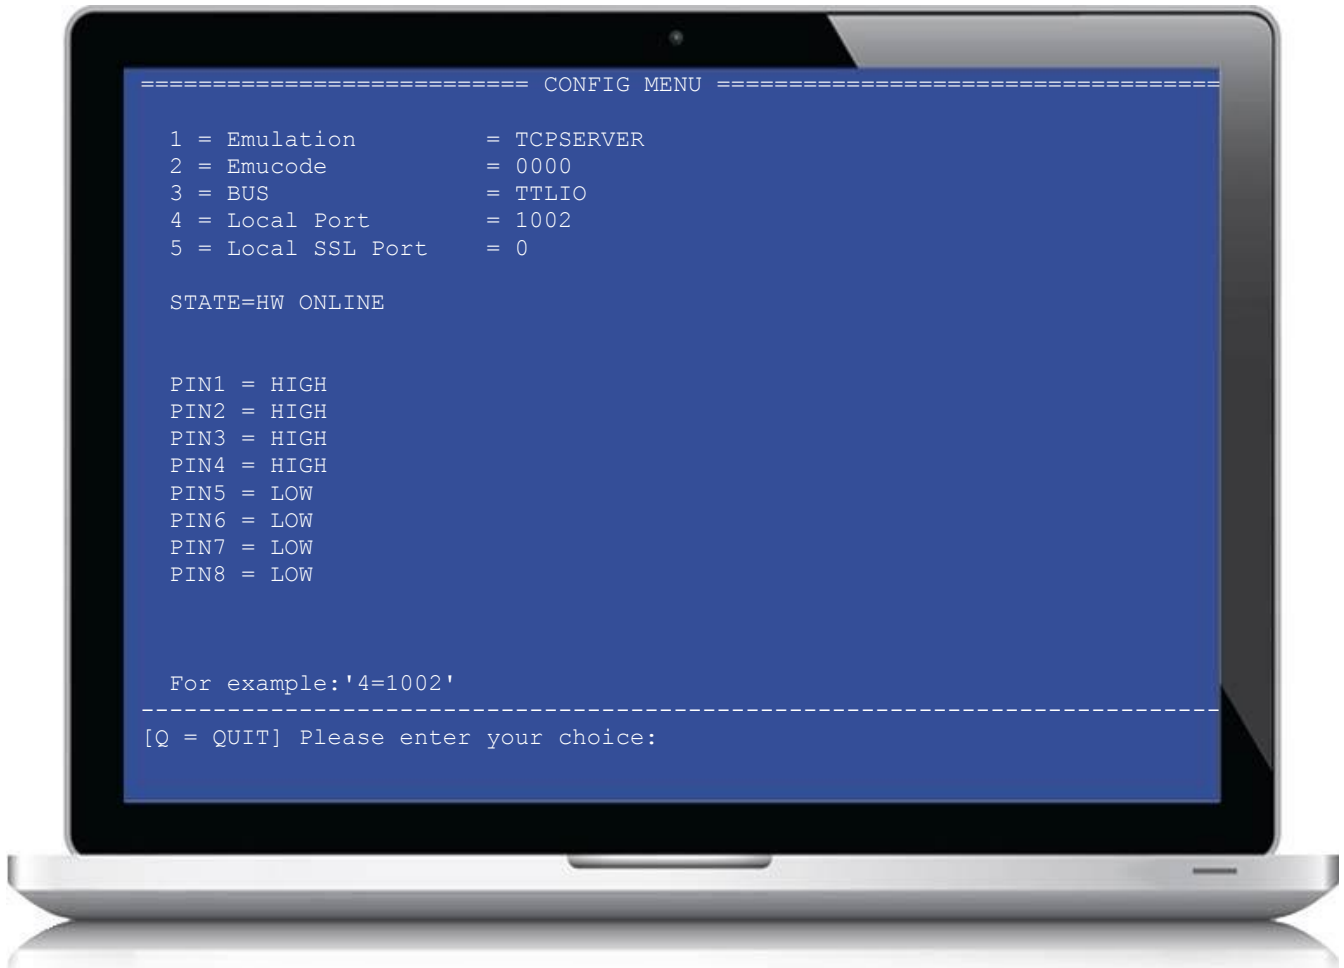 =========================== CONFIG MENU ===================================
1 = Emulation = TCPSERVER
2 = Emucode = 0000
3 = BUS = TTLIO
4 = Local Port = 1002
5 = Local SSL Port = 0
STATE=HW ONLINE
PIN1 = HIGH
PIN2 = HIGH
PIN3 = HIGH
PIN4 = HIGH
PIN5 = LOW
PIN6 = LOW
PIN7 = LOW
PIN8 = LOW
For example:'4=1002'
---------------------------------------------------------------------------
[Q = QUIT] Please enter your choice: